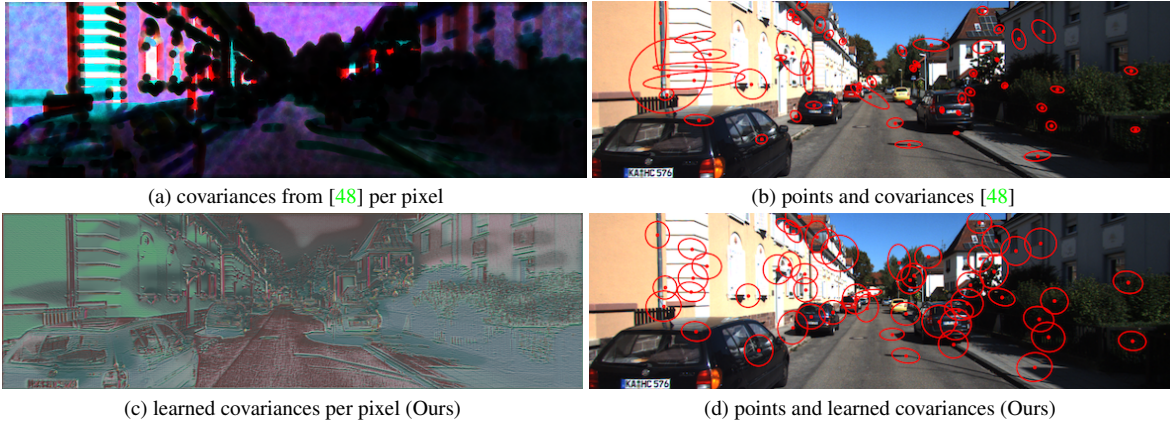 KA HC 576
(a) covariances from [48] per pixel
(b) points and covariances [48]
KA HC 576
(c) learned covariances per pixel (Ours)
(d) points and learned covariances (Ours)